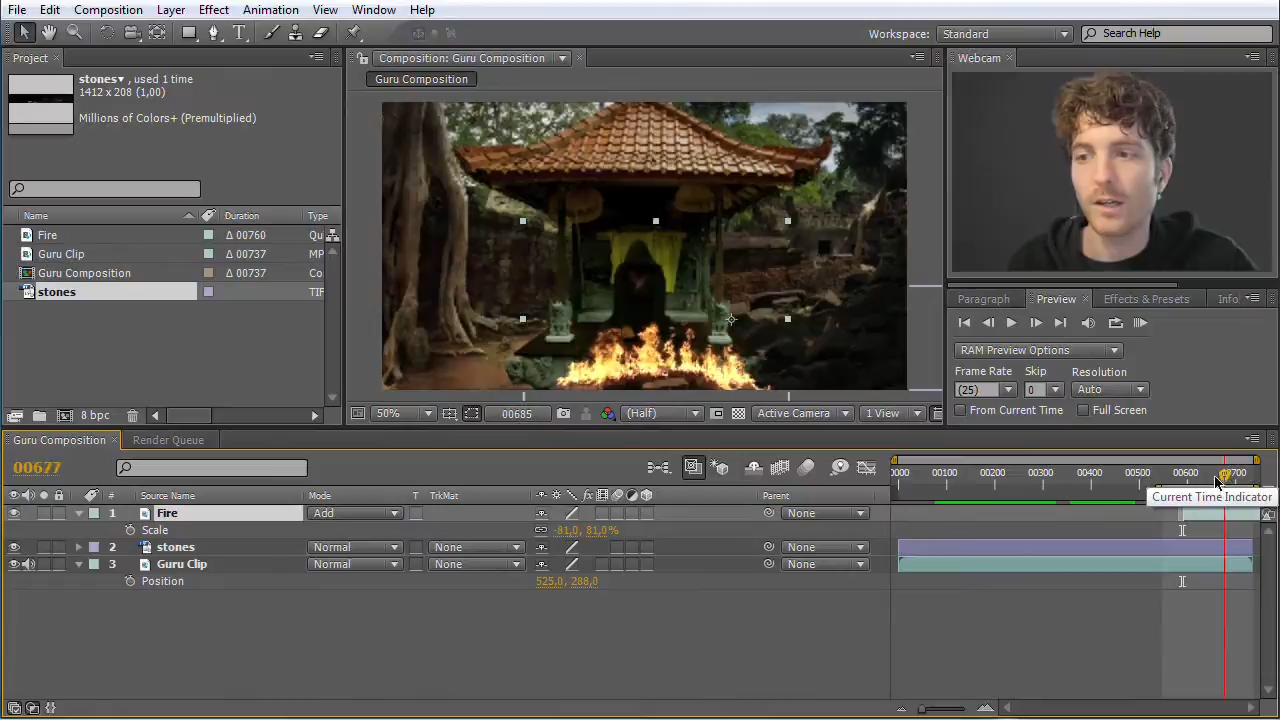 File Edit Composition Layer Effect Animation View Window Help
Workspace: Standard Search Help
Project
stones , used 1 time
1412 x 208 (1,00)
Millions of Colors+ (Premultiplied)
Name Duration Type
Fire Δ 00760 Qu
Guru Clip Δ 00737 MP
Guru Composition Δ 00737 Co
stones TIF
8 bpc
Composition: Guru Composition
Guru Composition
50% 00685 (Half) Active Camera 1 View
Webcam
Paragraph Preview Effects & Presets Info
RAM Preview Options
Frame Rate Skip Resolution
(25) 0 Auto
From Current Time Full Screen
Guru Composition Render Queue
00677
0000 00100 00200 00300 00400 00500 00600 00700
Current Time Indicator
# Source Name Mode T TrkMat Parent
1 Fire Add None
Scale -81,0, 81,0%
2 stones Normal None None
3 Guru Clip Normal None None
Position 525,0, 288,0